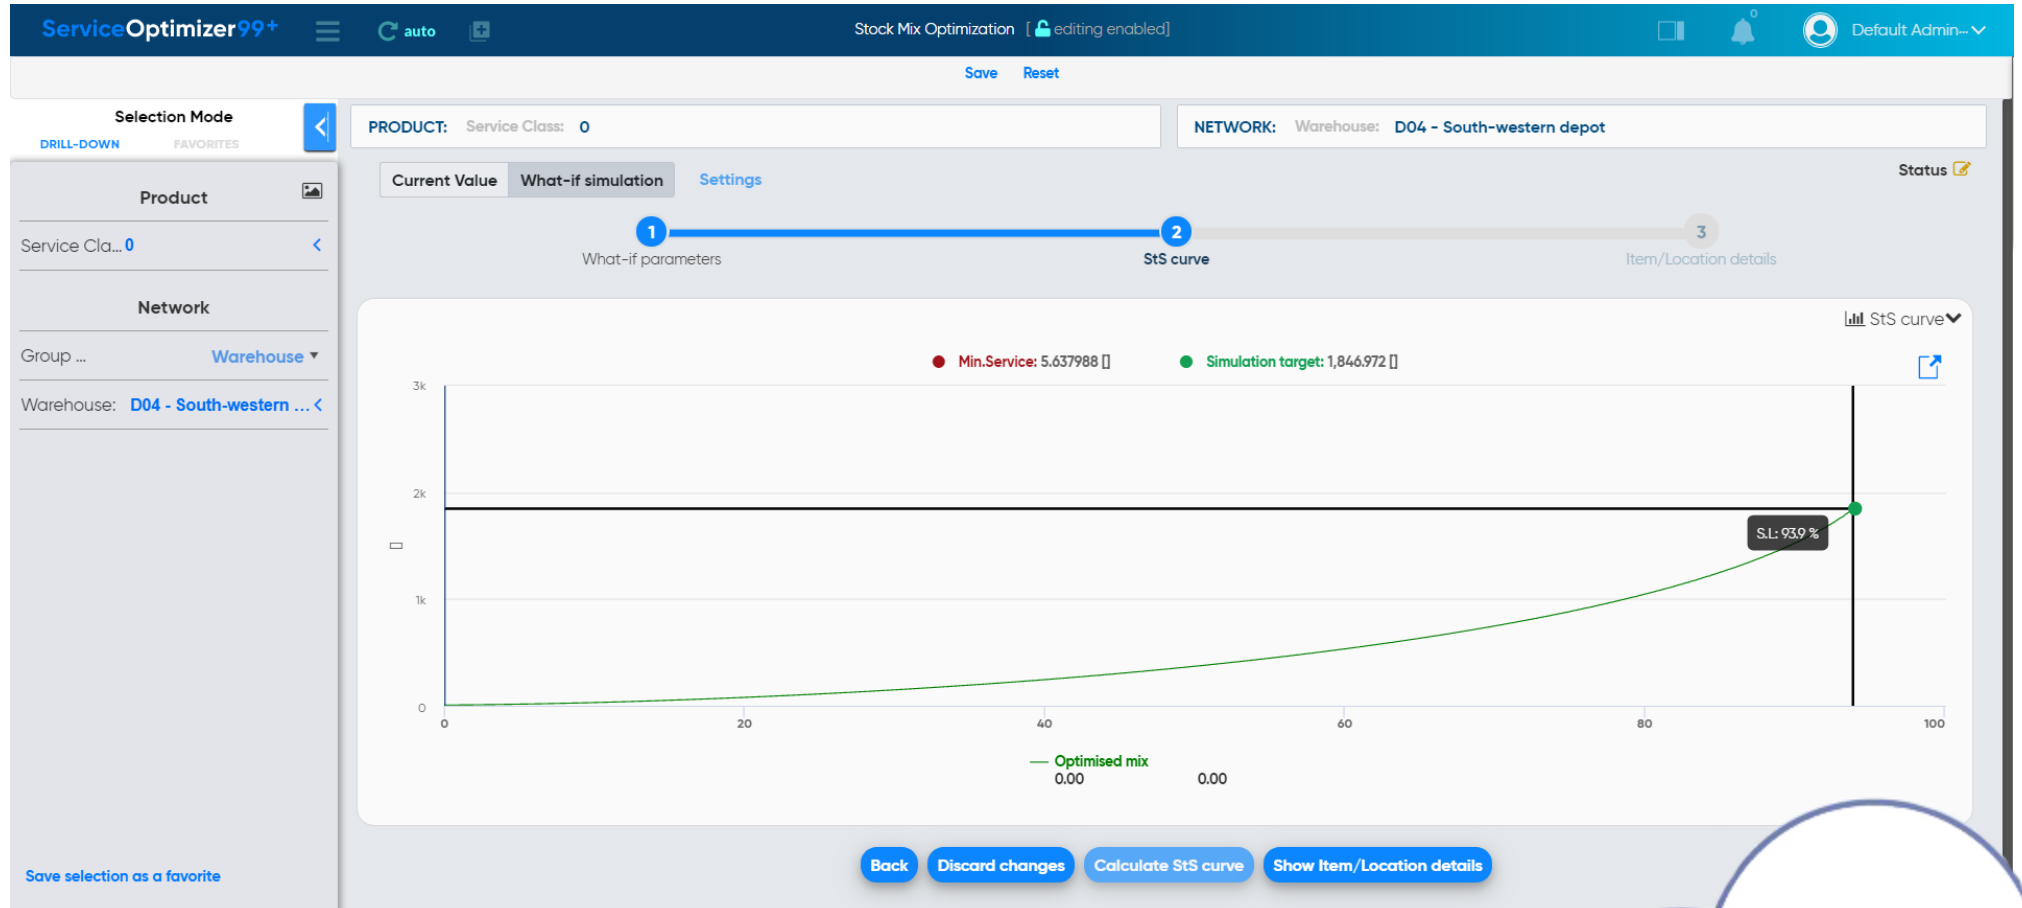 ServiceOptimizer99+
auto
Stock Mix Optimization [ editing enabled]
0
Default Admin...
Save Reset
Selection Mode
DRILL-DOWN FAVORITES
PRODUCT: Service Class: 0
NETWORK: Warehouse: D04 - South-western depot
Current Value What-if simulation Settings
Status
Product
Service Cla... 0
Network
Group ... Warehouse
Warehouse: D04 - South-western ...
1 2 3
What-if parameters StS curve Item/Location details
StS curve
Min.Service: 5.637988 [] Simulation target: 1,846.972 []
3k
2k
S.L: 93.9 %
[]
1k
0
0 20 40 60 80 100
Optimised mix
0.00 0.00
Save selection as a favorite
Back Discard changes Calculate StS curve Show Item/Location details